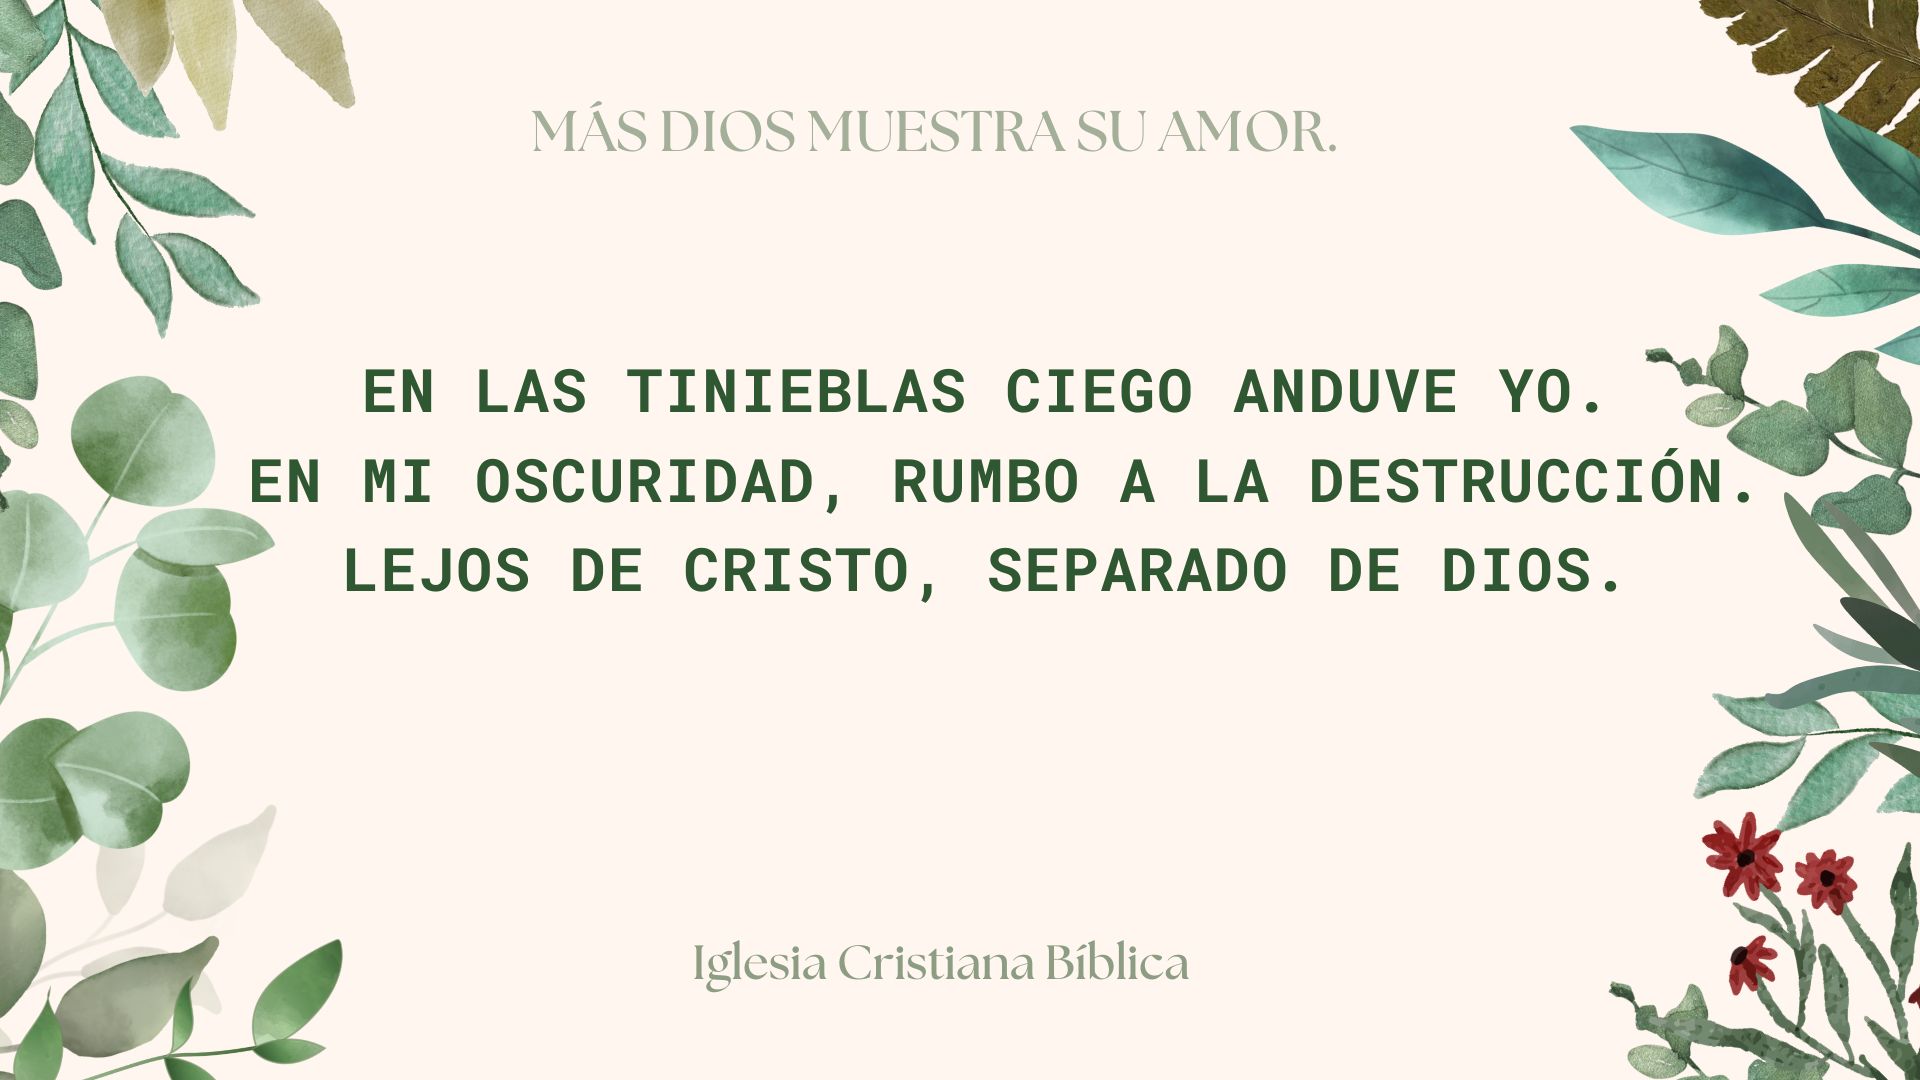 MÁS DIOS MUESTRA SU AMOR.
EN LAS TINIEBLAS CIEGO ANDUVE YO.
EN MI OSCURIDAD, RUMBO A LA DESTRUCCIÓN.
LEJOS DE CRISTO, SEPARADO DE DIOS.
Iglesia Cristiana Bíblica